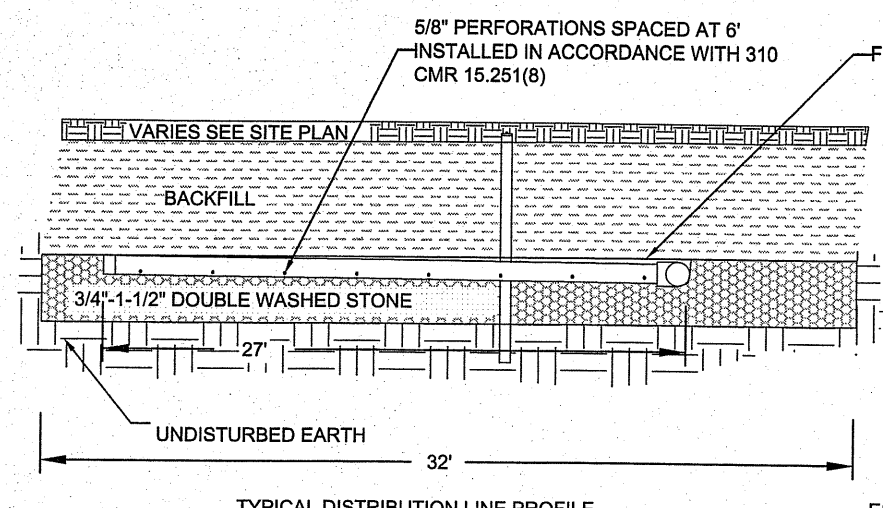 5/8" PERFORATIONS SPACED AT 6'
INSTALLED IN ACCORDANCE WITH 310
CMR 15.251(8)
F
VARIES SEE SITE PLAN
BACKFILL
3/4"-1-1/2" DOUBLE WASHED STONE
27'
UNDISTURBED EARTH
32'
TYPICAL DISTRIBUTION LINE PROFILE